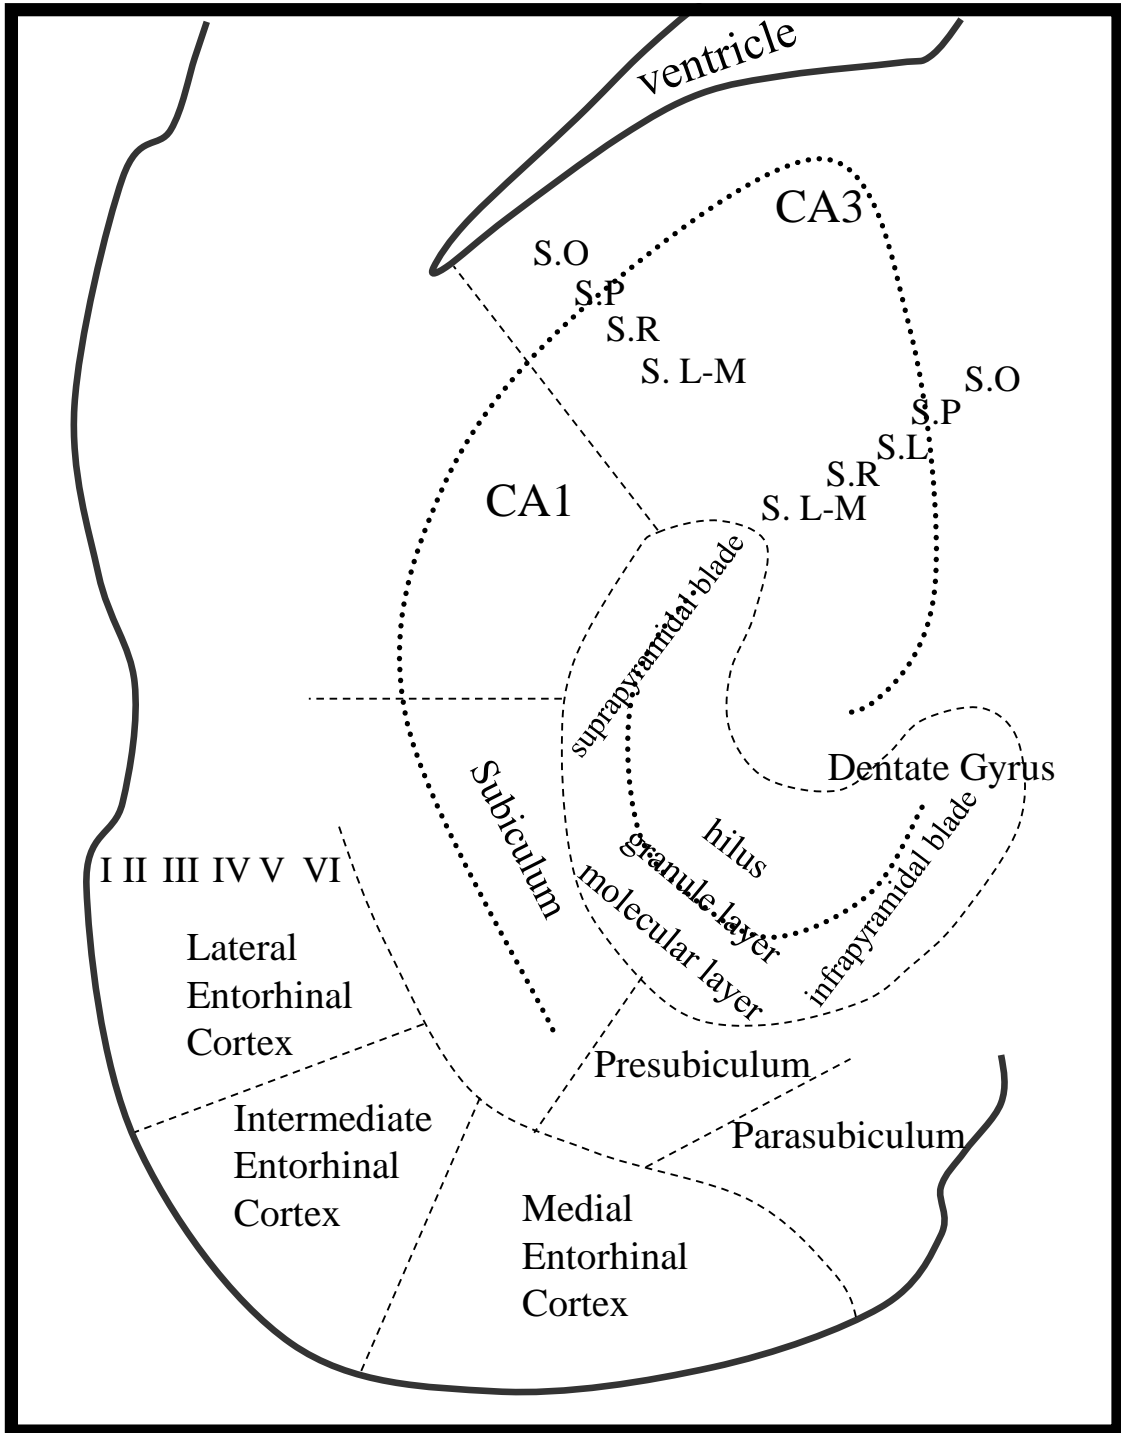 ventricle
CA3
S.O
S.P
S.R
S. L-M
S.O
S.P
S.L
S.R
S. L-M
CA1
suprapyramidal blade
Dentate Gyrus
Subiculum
hilus
granule layer
molecular layer
infrapyramidal blade
I II III IV V VI
Lateral
Entorhinal
Cortex
Presubiculum
Intermediate
Entorhinal
Cortex
Parasubiculum
Medial
Entorhinal
Cortex